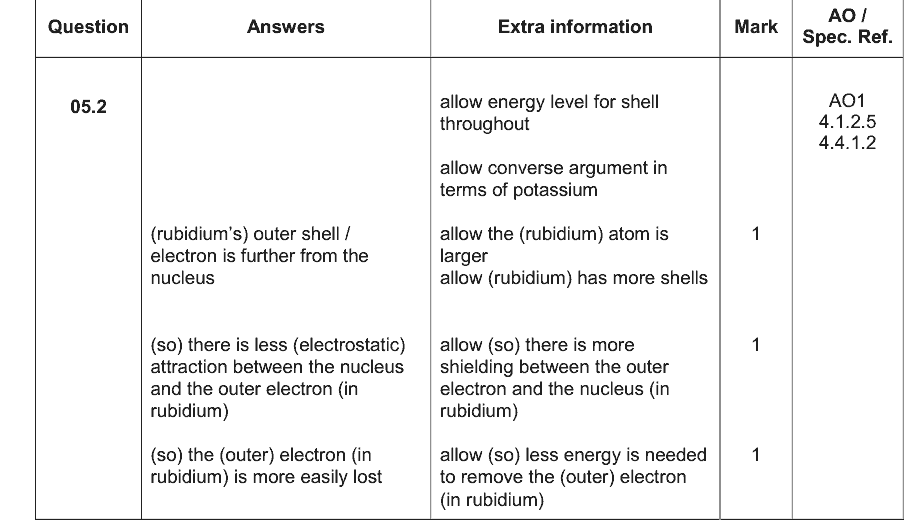 Question Answers Extra information Mark AO / Spec. Ref.
05.2
allow energy level for shell
throughout
AO1
4.1.2.5
4.4.1.2
allow converse argument in
terms of potassium
(rubidium's) outer shell /
electron is further from the
nucleus
allow the (rubidium) atom is
larger
allow (rubidium) has more shells
1
(so) there is less (electrostatic)
attraction between the nucleus
and the outer electron (in
rubidium)
allow (so) there is more
shielding between the outer
electron and the nucleus (in
rubidium)
1
(so) the (outer) electron (in
rubidium) is more easily lost
allow (so) less energy is needed
to remove the (outer) electron
(in rubidium)
1